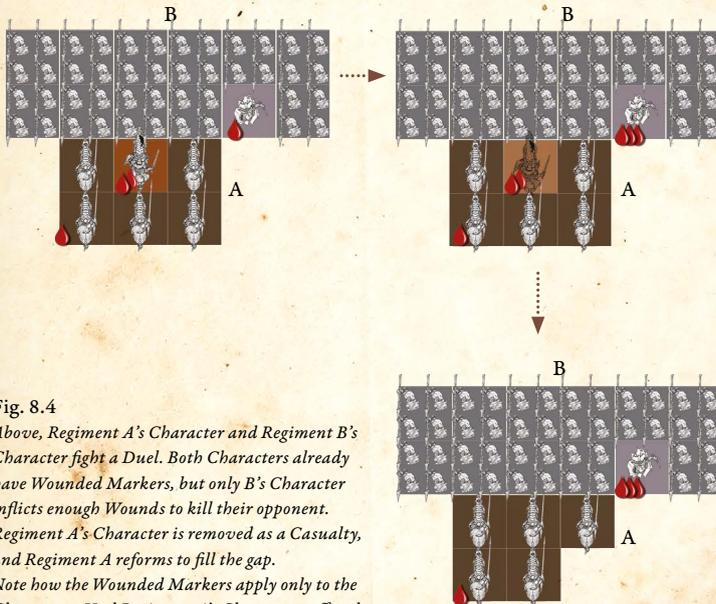 B
B
A
A
B
A
Fig. 8.4
Above, Regiment A's Character and Regiment B's
Character fight a Duel. Both Characters already
have Wounded Markers, but only B's Character
inflicts enough Wounds to kill their opponent.
Regiment A's Character is removed as a Casualty,
and Regiment A reforms to fill the gap.
Note how the Wounded Markers apply only to the